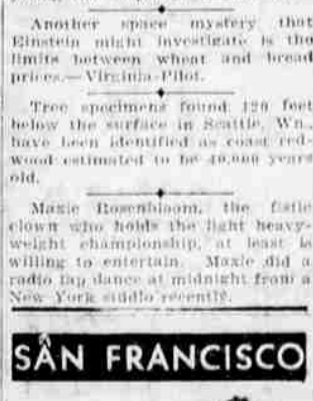 Another space mystery that
Einstein might investigate is the
limits between wheat and bread
prices.—Virginia-Pilot.
Tree specimens found 120 feet
below the surface in Seattle, Wn.,
have been identified as coast red-
wood estimated to be 40,000 years
old.
Maxie Rosenbloom, the fistic
clown who holds the light heavy-
weight championship, at least is
willing to entertain. Maxie did a
radio tap dance at midnight from a
New York studio recently.
SAN FRANCISCO